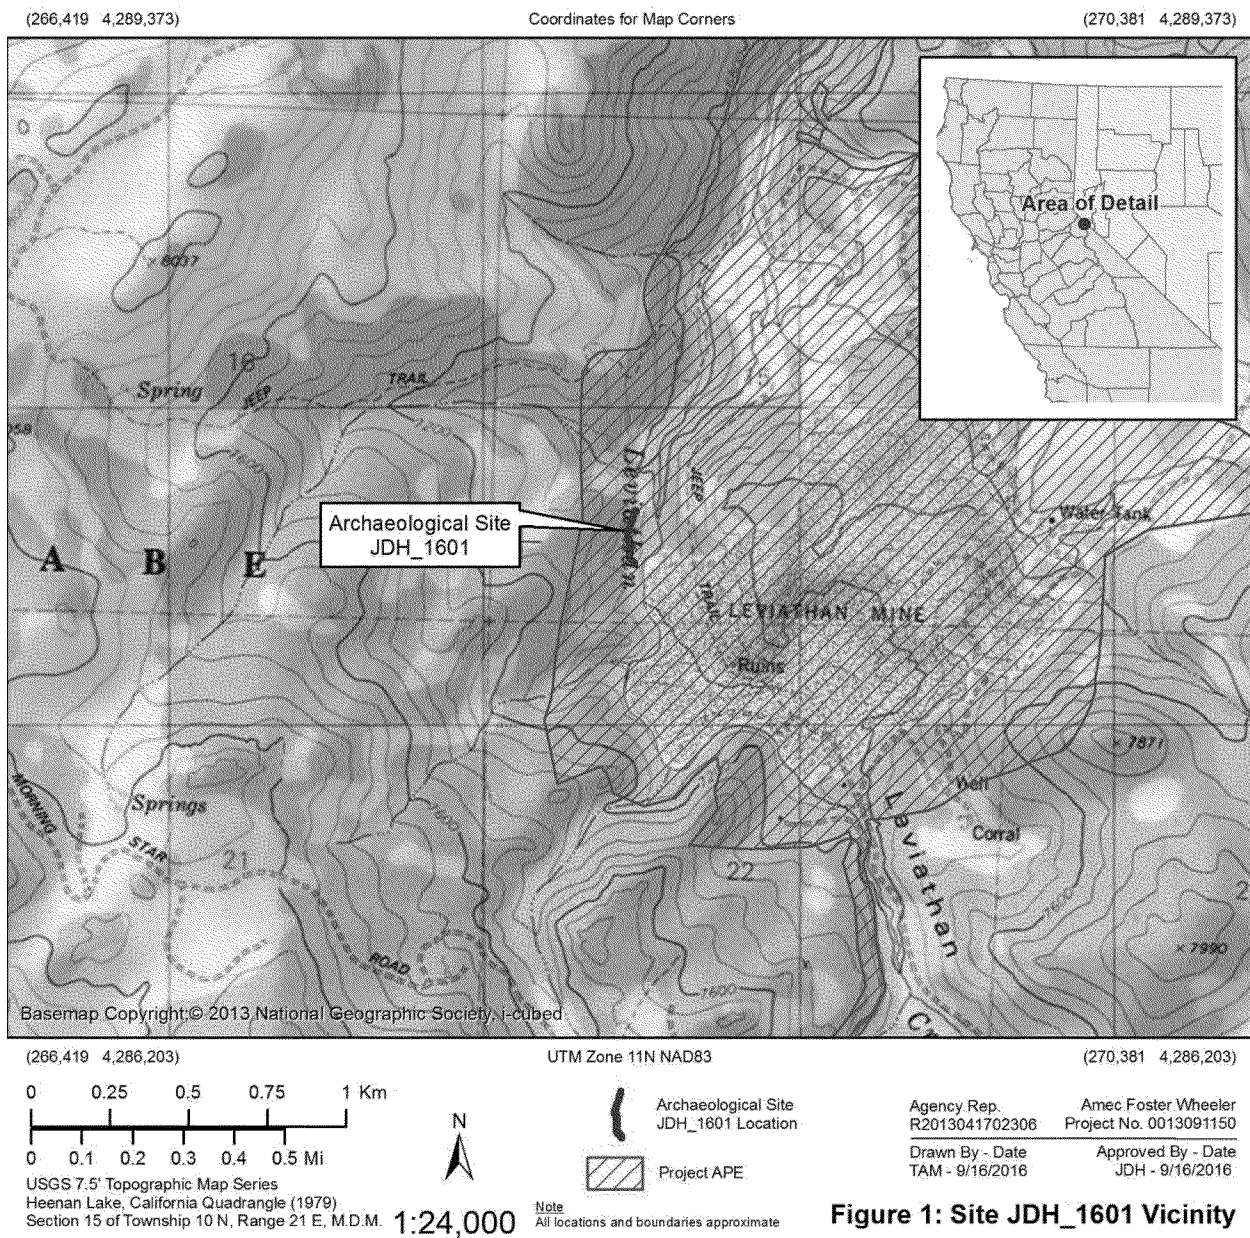 (266,419 4,289,373) Coordinates for Map Corners (270,381 4,289,373)
Area of Detail
8037
16
Spring
JEEP TRAIL
15
7200
7600
Leviathan
JEEP
TRAIL
Archaeological Site
JDH_1601
Water Tank
A B E
LEVIATHAN MINE
Ruins
7871
MORNING
STAR
ROAD
Springs
7600
Well
Corral
Leviathan
21
22
7600
7990
7600
Basemap Copyright:© 2013 National Geographic Society, i-cubed
(266,419 4,286,203) UTM Zone 11N NAD83 (270,381 4,286,203)
0 0.25 0.5 0.75 1 Km
0 0.1 0.2 0.3 0.4 0.5 Mi
USGS 7.5' Topographic Map Series
Heenan Lake, California Quadrangle (1979)
Section 15 of Township 10 N, Range 21 E, M.D.M.
N
1:24,000
Archaeological Site
JDH_1601 Location
Project APE
Note
All locations and boundaries approximate
Agency Rep. Amec Foster Wheeler
R2013041702306 Project No. 0013091150
Drawn By - Date Approved By - Date
TAM - 9/16/2016 JDH - 9/16/2016
Figure 1: Site JDH_1601 Vicinity